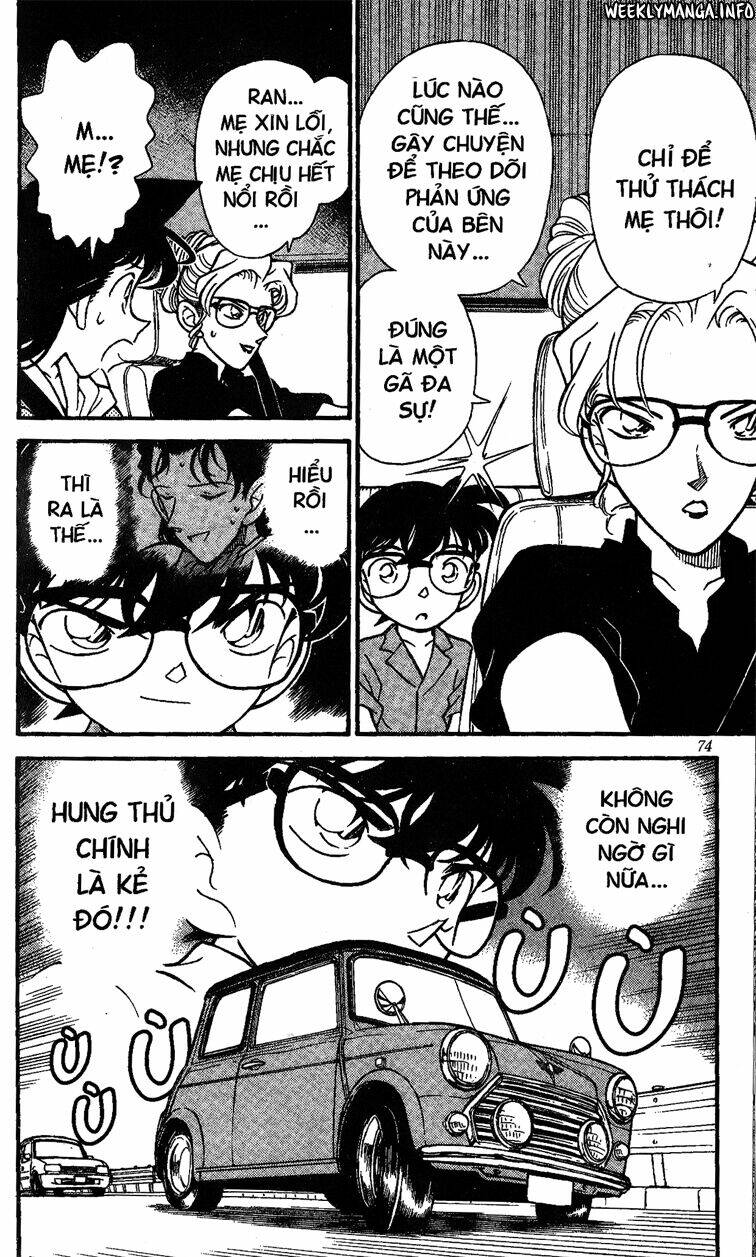 WEEKLYMANGA.INFO
CHỈ ĐỂ
THỬ THÁCH
MẸ THÔI!
LÚC NÀO
CŨNG THẾ...
GÂY CHUYỆN
ĐỂ THEO DÕI
PHẢN ỨNG
CỦA BÊN
NÀY...
ĐÚNG
LÀ MỘT
GÃ ĐA
SỰ!
RAN...
MẸ XIN LỖI,
NHƯNG CHẮC
MẸ CHỊU HẾT
NỔI RỒI
...
M...
MẸ!?
HIỂU
RỒI
...
THÌ
RA LÀ
THẾ...
74
KHÔNG
CÒN NGHI
NGỜ GÌ
NỮA...
HUNG THỦ
CHÍNH
LÀ KẺ
ĐÓ!!!
Ù Ù
Ù Ù
Ù Ù